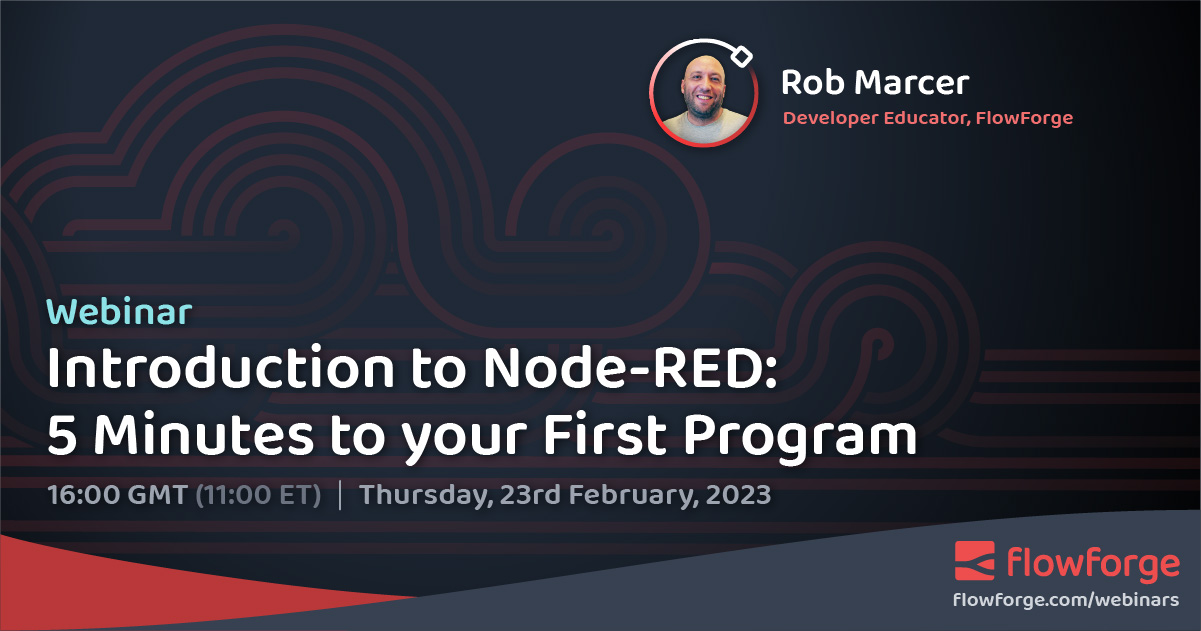 Rob Marcer
Developer Educator, FlowForge
Webinar
Introduction to Node-RED:
5 Minutes to your First Program
16:00 GMT (11:00 ET) | Thursday, 23rd February, 2023
flowforge
flowforge.com/webinars